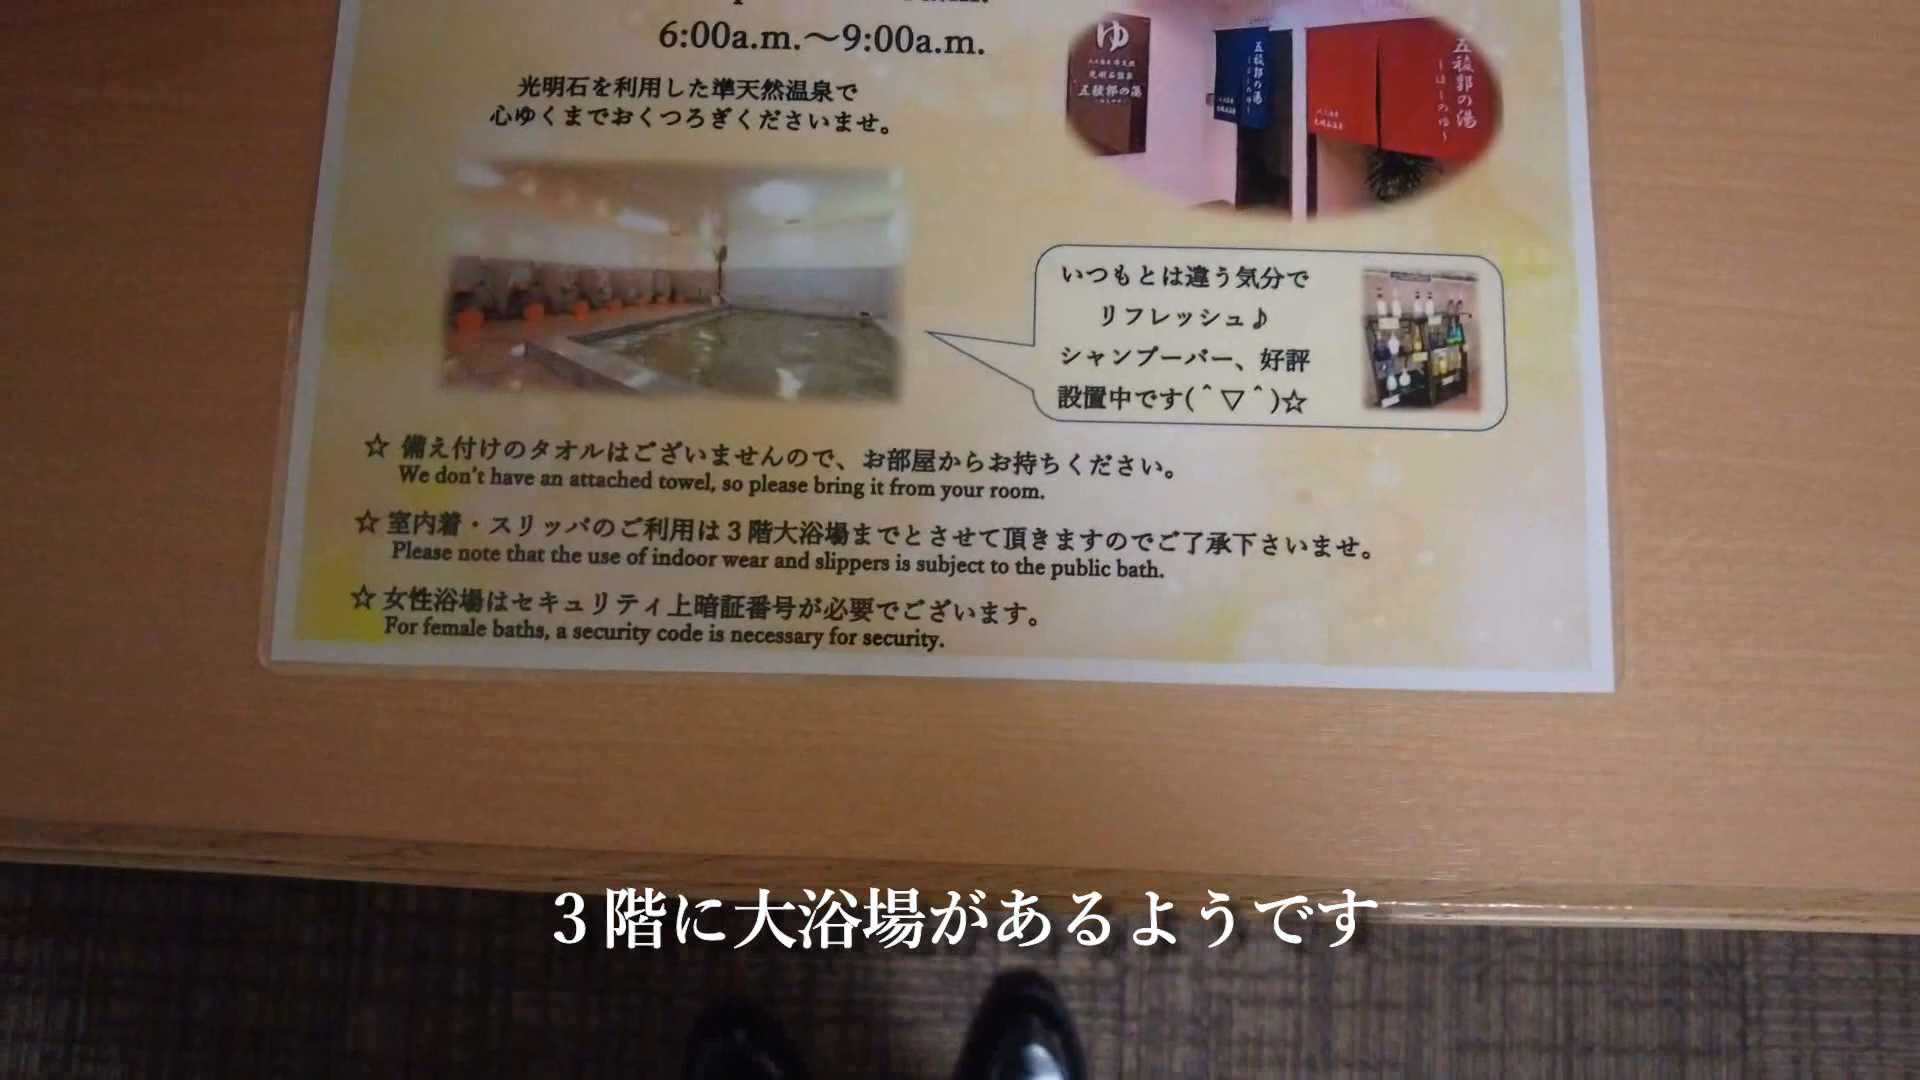 6:00a.m.～9:00a.m.
光明石を利用した準天然温泉で
心ゆくまでおくつろぎくださいませ。
ゆ
五稜郭の湯
五稜郭の湯
五稜郭の湯
～ほしのゆ～
いつもとは違う気分で
リフレッシュ♪
シャンプーバー、好評
設置中です(＾▽＾)☆
☆ 備え付けのタオルはございませんので、お部屋からお持ちください。
We don't have an attached towel, so please bring it from your room.
☆ 室内着・スリッパのご利用は３階大浴場までとさせて頂きますのでご了承下さいませ。
Please note that the use of indoor wear and slippers is subject to the public bath.
☆ 女性浴場はセキュリティ上暗証番号が必要でございます。
For female baths, a security code is necessary for security.
３階に大浴場があるようです